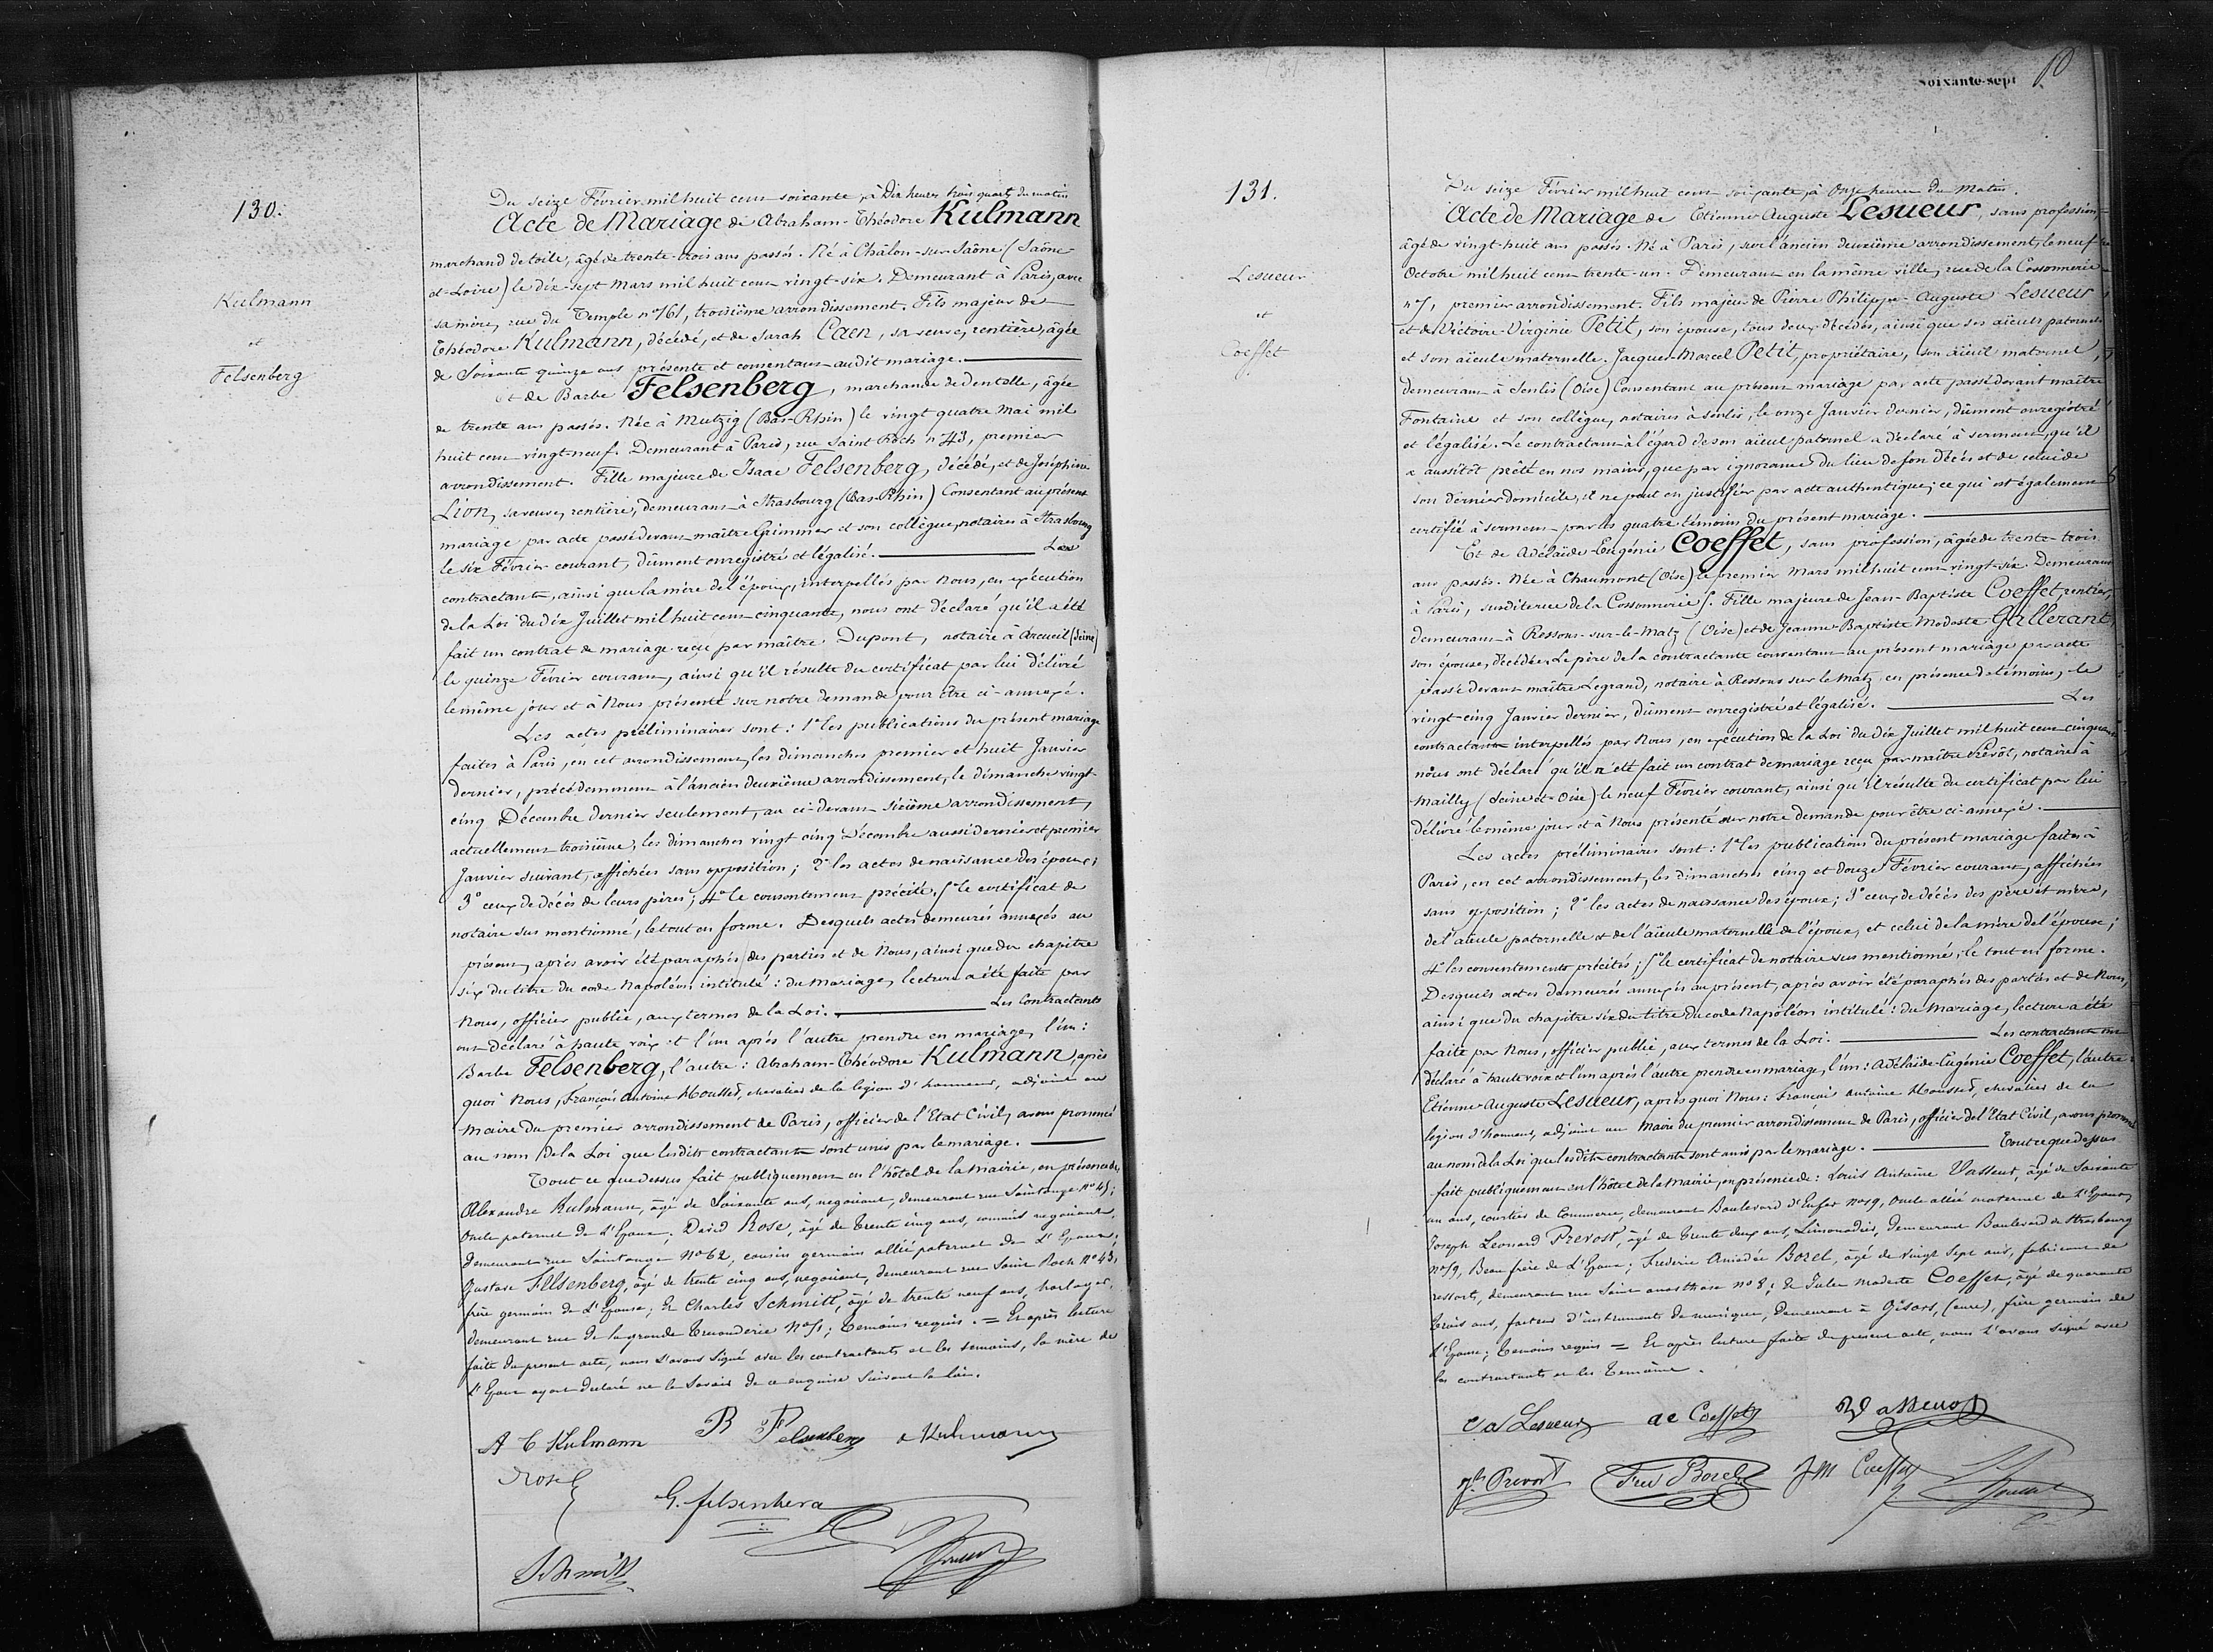 130.
Kulmann
et
Felsenberg
Du seize Février mil huit cent soixante, à Dix heures trois quarts du matin
Acte de Mariage de Abraham-Théodore Kulmann
marchand de toile, âgé de trente-trois ans passés. Né à Châlon-sur-Saône (Saône-
et-Loire) le dix-sept Mars mil huit cent vingt-six. Demeurant à Paris, avec
sa mère, rue du Temple n° 161, troisième arrondissement. Fils majeur de
Théodore Kulmann, décédé, et de Sarah Caen, sa veuve, rentière, âgée
de Soixante quinze ans présente et consentant audit mariage.
Et de Barbe Felsenberg, marchande de dentelle, âgée
de trente ans passés. Née à Mutzig (Bas-Rhin) le vingt quatre Mai mil
huit cent vingt-neuf. Demeurant à Paris, rue Saint Roch n° 43, premier
arrondissement. Fille majeure de Isaac Felsenberg, décédé, et de Joséphine
Lion, sa veuve, rentière, demeurant à Strasbourg (Bas-Rhin) Consentant au présent
mariage par acte passé devant maître Grimmer et son collègue, notaires à Strasbourg
le six Février courant, dûment enregistré et légalisé. Les
contractants, ainsi que la mère de l'époux, interpellés par Nous, en exécution
de la Loi du dix Juillet mil huit cent cinquante, nous ont déclaré qu'il a été
fait un contrat de mariage reçu par maître Dupont, notaire à Arcueil (Seine)
le quinze Février courant, ainsi qu'il résulte du certificat par lui délivré
le même jour et à Nous présenté sur notre demande pour être ci-annexé.
Les actes préliminaires sont : 1° les publications du présent mariage
faites à Paris, en cet arrondissement, les dimanches premier et huit Janvier
dernier, précédemment à l'ancien deuxième arrondissement, le dimanche vingt-
cinq Décembre dernier seulement, au ci-devant sixième arrondissement,
actuellement troisième, les dimanches vingt cinq Décembre aussi dernier et premier
Janvier suivant, affichées sans opposition ; 2° les actes de naissance des époux ;
3° ceux de décès de leurs pères ; 4° le consentement précité, 5° le certificat de
notaire sus mentionné, le tout en forme. Desquels actes demeurés annexés au
présent, après avoir été paraphés des parties et de Nous, ainsi que du chapitre
six du titre du code Napoléon intitulé : du Mariage, lecture a été faite par
Nous, officier public, aux termes de la Loi. Les Contractants
ont déclaré à haute voix et l'un après l'autre prendre en mariage, l'un :
Barbe Felsenberg, l'autre : Abraham-Théodore Kulmann, après
quoi Nous, François Antoine Housset, chevalier de la légion d'honneur, adjoint au
Maire du premier arrondissement de Paris, officier de l'Etat Civil, avons prononcé
au nom de la Loi que lesdits contractants sont unis par le mariage.
Tout ce que dessus fait publiquement en l'hôtel de la mairie, en présence de,
Alexandre Kulmann, âgé de Soixante ans, négociant, demeurant rue Saintonge n° 45 ;
Oncle paternel de L'Epoux, David Rose, âgé de Trente cinq ans, commis négociant,
demeurant rue Saintonge N° 62, cousin germain allié paternel de L'Epoux ;
Gustave Felsenberg, âgé de trente cinq ans, négociant, demeurant rue Saint Roch N° 43,
frère germain de L'Epouse ; Et Charles Schmitt, âgé de trente neuf ans, horloger,
demeurant rue de la grande Truanderie N° 51 ; témoins requis. = Et après lecture
faite du présent acte, nous l'avons signé avec les contractants et les témoins, la mère de
L'Epoux ayant déclaré ne le Savoir de ce enquise Suivant la loi.
A T Kulmann B Felsenberg A Kulmann
Rose
G. felsenberg
Schmitt
Soixante-sept
131.
Lesueur
et
Coeffet
Du seize Février mil huit cent soixante, à Onze heures du Matin.
Acte de Mariage de Etienne Auguste Lesueur, sans profession,
âgé de vingt-huit ans passés. Né à Paris, sur l'ancien deuxième arrondissement, le neuf
Octobre mil huit cent trente-un. Demeurant en la même ville, rue de la Cossonnerie
n° 5, premier arrondissement. Fils majeur de Pierre Philippe-Auguste Lesueur
et de Victoire-Virginie Petit, son épouse, tous deux décédés, ainsi que ses aïeuls paternels
et son aïeule maternelle. Jacques Marcel Petit, propriétaire, son aïeul maternel,
demeurant à Senlis (Oise) Consentant au présent mariage par acte passé devant maître
Fontaine et son collègue, notaires à Senlis, le onze Janvier dernier, dûment enregistré
et légalisé. Le contractant à l'égard de son aïeul paternel a déclaré à serment, qu'il
a aussitôt prêté en nos mains, que par ignorance du lieu de son décès et de celui de
son dernier domicile, il ne peut en justifier par acte authentique ; ce qui est également
certifié à serment par les quatre témoins du présent mariage.
Et de Adélaïde-Eugénie Coeffet, sans profession, âgée de trente-trois
ans passés. Née à Chaumont (Oise) le premier Mars mil huit cent vingt-six. Demeurant
à Paris, susdite rue de la Cossonnerie 5. Fille majeure de Jean-Baptiste Coeffet, rentier,
demeurant à Ressons-sur-le-Matz (Oise) et de Jeanne-Baptiste Modeste Grillerant,
son épouse, décédée. Le père de la contractante consentant au présent mariage par acte
passé devant maître Legrand, notaire à Ressons sur le Matz, en présence de témoins, le
vingt-cinq Janvier dernier, dûment enregistré et légalisé. Les
contractants interpellés par Nous, en exécution de la Loi du dix Juillet mil huit cent cinquante
nous ont déclaré qu'il a été fait un contrat de mariage reçu par maître Prévôt, notaire à
Mailly (Seine-et-Oise) le neuf Février courant, ainsi qu'il résulte du certificat par lui
délivré le même jour et à Nous présenté sur notre demande pour être ci-annexé.
Les actes préliminaires sont : 1° les publications du présent mariage faites à
Paris, en cet arrondissement, les dimanches cinq et douze Février courant, affichées
sans opposition ; 2° les actes de naissance des époux ; 3° ceux de décès des père et mère,
de l'aïeule paternelle et de l'aïeule maternelle de l'époux, et celui de la mère de l'épouse ;
4° les consentements précités ; 5° le certificat de notaire sus mentionné, le tout en forme.
Desquels actes demeurés annexés au présent, après avoir été paraphés des parties et de Nous,
ainsi que du chapitre six du titre du code Napoléon intitulé : du Mariage, lecture a été
faite par Nous, officier public, aux termes de la Loi. Les contractants ont
déclaré à haute voix et l'un après l'autre prendre en mariage, l'un : Adélaïde-Eugénie Coeffet, l'autre :
Etienne Auguste Lesueur, après quoi Nous : François Antoine Housset, chevalier de la
légion d'honneur, adjoint au Maire du premier arrondissement de Paris, officier de l'Etat Civil, avons prononcé
au nom de la Loi que lesdits contractants sont unis par le mariage. Tout ce que dessus
fait publiquement en l'hôtel de la Mairie, en présence de : Louis Antoine Vasseur, âgé de Soixante
un ans, courtier de Commerce, demeurant Boulevard d'Enfer n° 19, Oncle allié maternel de L'Epoux,
Joseph Leonard Prevost, âgé de Trente deux ans, Limonadier, demeurant Boulevard de Strasbourg
n° 19, Beau frère de L'Epoux ; Frederic Amédée Borel, âgé de vingt Sept ans, fabricant de
ressorts, demeurant rue Saint anasthase n° 8 ; Et Jules Modeste Coeffet, âgé de quarante
trois ans, facteur d'instruments de musique, demeurant à Gisors, (eure), frère germain de
L'Epouse ; témoins requis = Et après lecture faite du présent acte, nous l'avons signé avec
les contractants et les Témoins.
E A Lesueur ae Coeffet Vasseur
Jh Prevost Fred Borel J M Coeffet